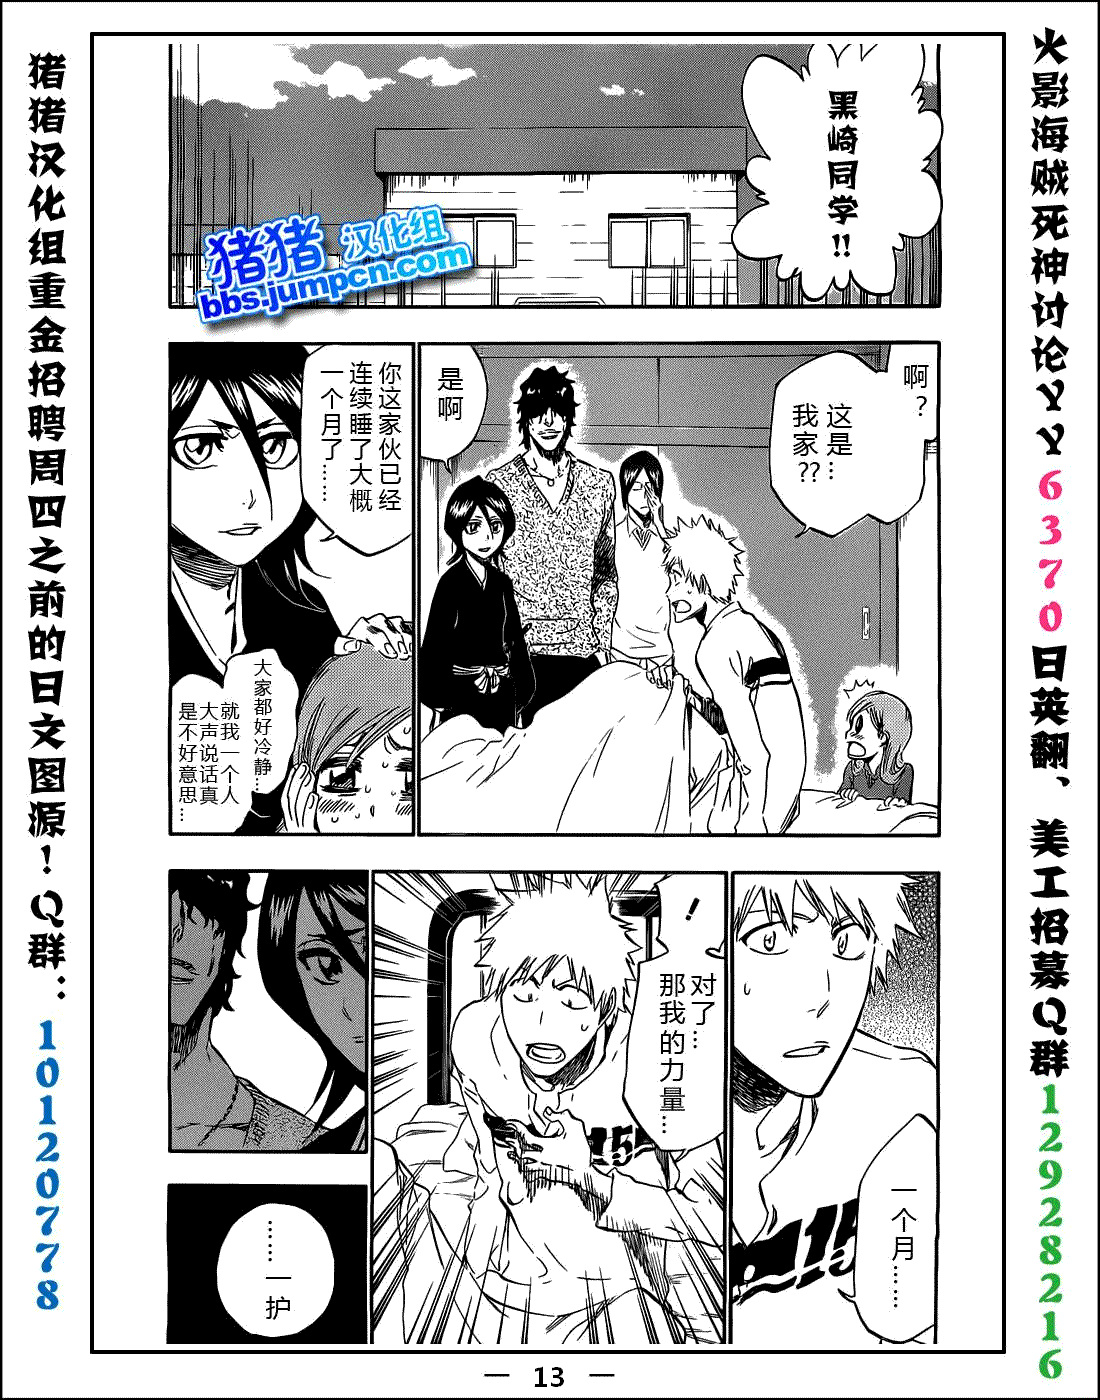 火影海贼死神讨论YY6370日英翻、美工招募Q群12928216
猪猪汉化组重金招聘周四之前的日文图源！Q群：10120778
黑崎同学!!
猪猪 汉化组
bbs.jumpcn.com
啊？
这是…
我家??
是啊
你这家伙已经
连续睡了大概
一个月了……
大家都好冷静…
就我一个人
大声说话真
是不好意思…
一个月……
！
对了…
那我的力量…
15
15
……一护
— 13 —